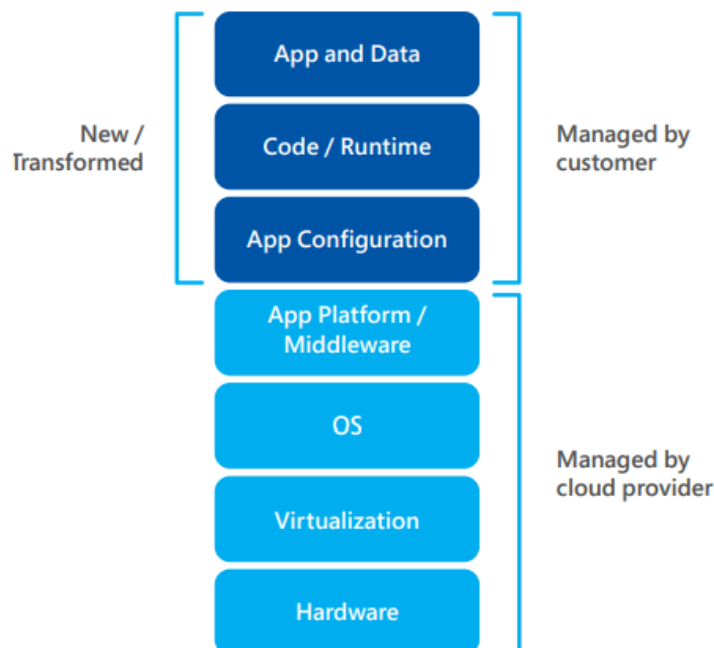 App and Data
New /
Transformed
Code / Runtime
Managed by
customer
App Configuration
App Platform /
Middleware
OS
Managed by
cloud provider
Virtualization
Hardware